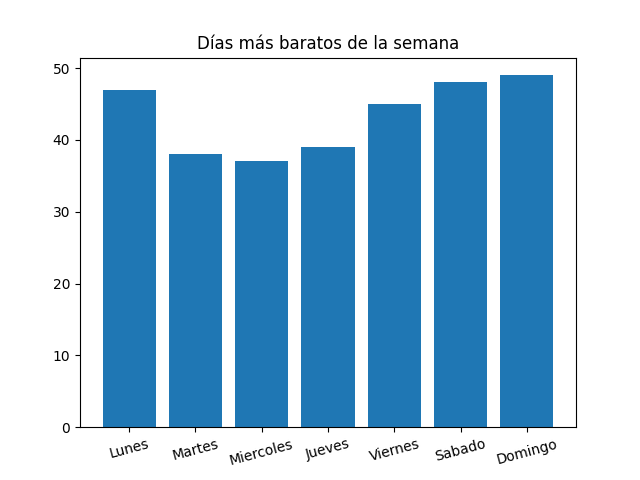 Días más baratos de la semana
50
40
30
20
10
0
Lunes
Martes
Miercoles
Jueves
Viernes
Sabado
Domingo